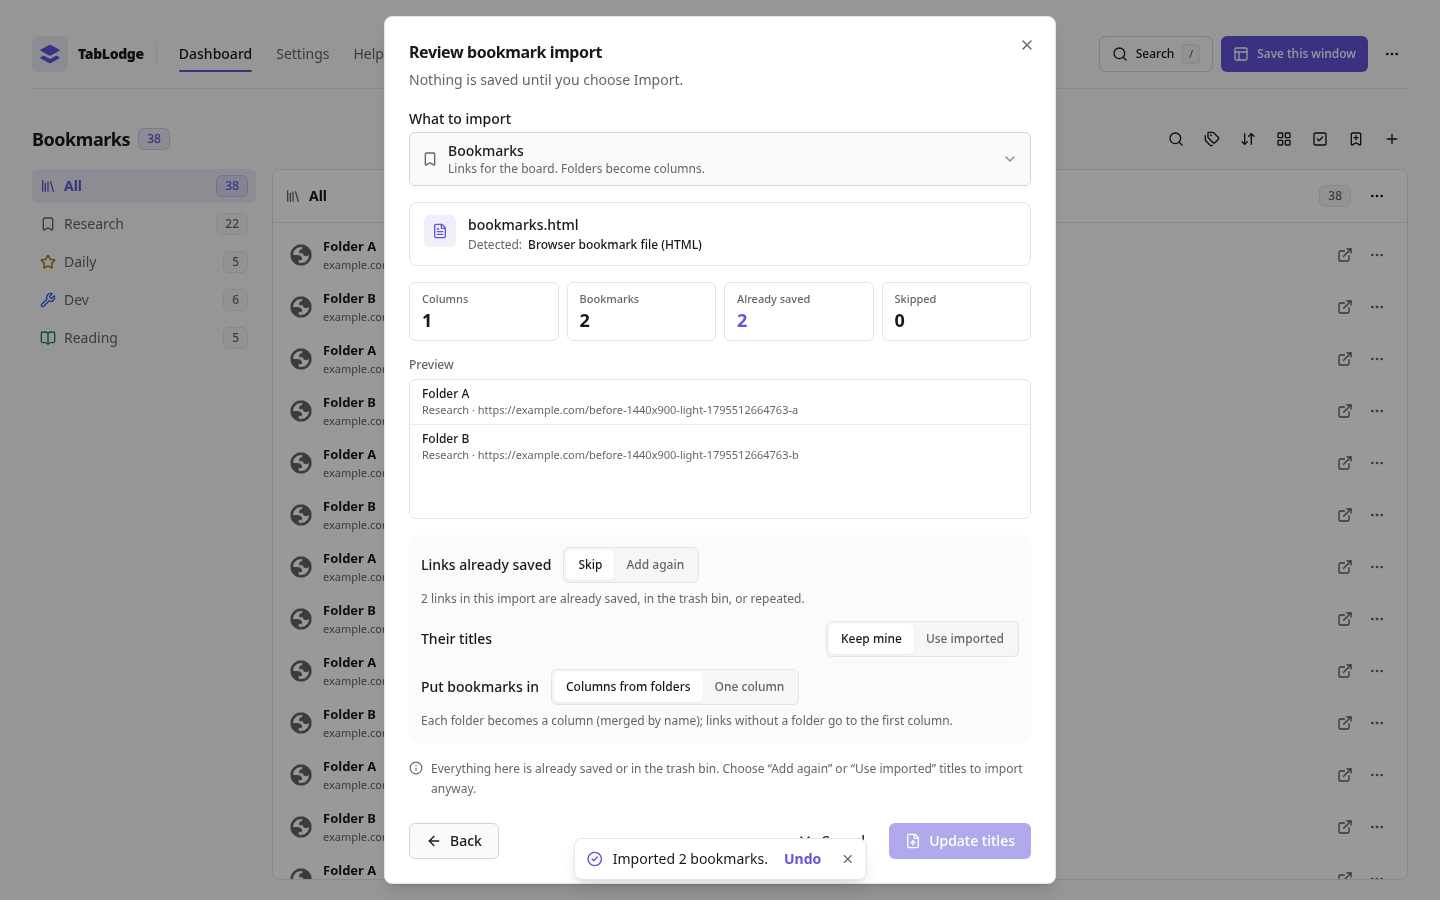 TabLodge
Dashboard
Settings
Help
Search
/
Save this window
Bookmarks
38
All
38
Research
22
Daily
5
Dev
6
Reading
5
All
38
Folder A
Folder B
Folder A
Folder B
Folder A
Folder B
Folder A
Folder B
Folder A
Folder B
Folder A
Folder B
Folder A
Review bookmark import
Nothing is saved until you choose Import.
What to import
Bookmarks
Links for the board. Folders become columns.
bookmarks.html
Detected: Browser bookmark file (HTML)
Columns
1
Bookmarks
2
Already saved
2
Skipped
0
Preview
Folder A
Research · https://example.com/before-1440x900-light-1795512664763-a
Folder B
Research · https://example.com/before-1440x900-light-1795512664763-b
Links already saved
Skip
Add again
2 links in this import are already saved, in the trash bin, or repeated.
Their titles
Keep mine
Use imported
Put bookmarks in
Columns from folders
One column
Each folder becomes a column (merged by name); links without a folder go to the first column.
Everything here is already saved or in the trash bin. Choose “Add again” or “Use imported” titles to import
anyway.
Back
Update titles
Imported 2 bookmarks.
Undo